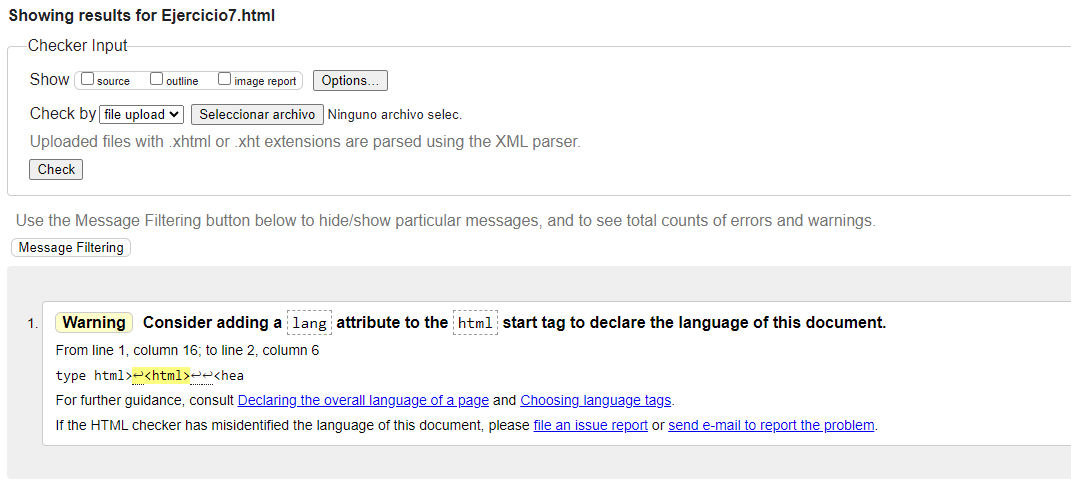 Showing results for Ejercicio7.html
Checker Input
Show source outline image report Options...
Check by file upload Seleccionar archivo Ninguno archivo selec.
Uploaded files with .xhtml or .xht extensions are parsed using the XML parser.
Check
Use the Message Filtering button below to hide/show particular messages, and to see total counts of errors and warnings.
Message Filtering
1. Warning Consider adding a lang attribute to the html start tag to declare the language of this document.
From line 1, column 16; to line 2, column 6
type html>↩<html>↩↩<hea
For further guidance, consult Declaring the overall language of a page and Choosing language tags.
If the HTML checker has misidentified the language of this document, please file an issue report or send e-mail to report the problem.